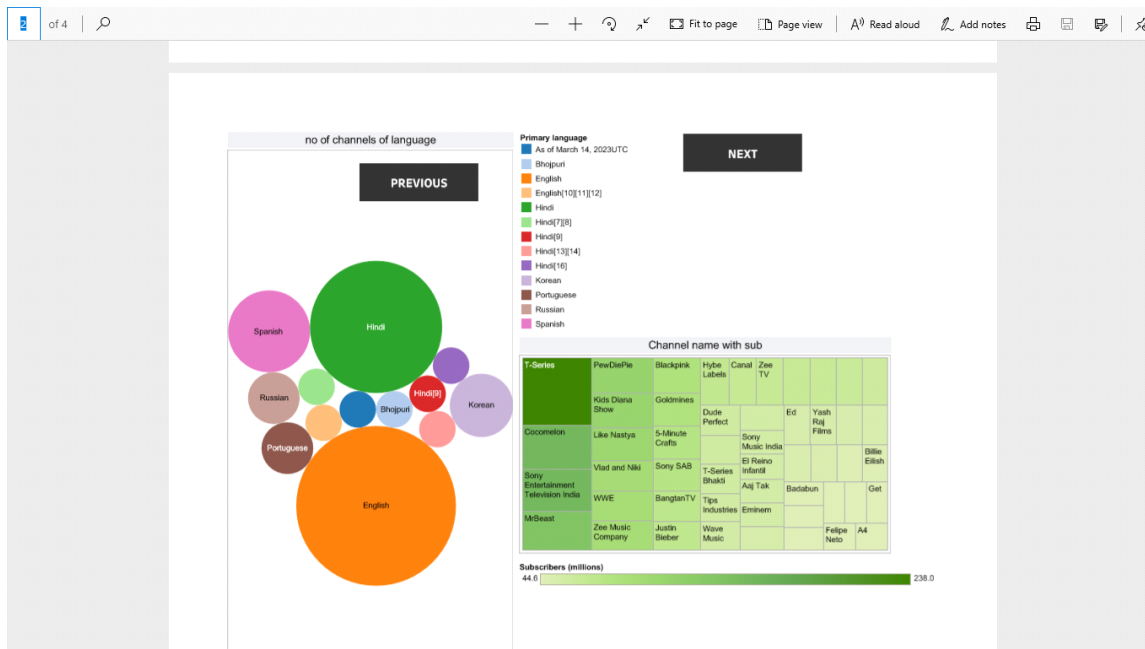 2 of 4
Fit to page
Page view
Read aloud
Add notes
no of channels of language
PREVIOUS
Spanish
Hindi
Russian
Bhojpuri
Hindi[9]
Korean
Portuguese
English
Primary language
As of March 14, 2023UTC
Bhojpuri
English
English[10][11][12]
Hindi
Hindi[7][8]
Hindi[9]
Hindi[13][14]
Hindi[16]
Korean
Portuguese
Russian
Spanish
NEXT
Channel name with sub
T-Series
Cocomelon
Sony
Entertainment
Television India
MrBeast
PewDiePie
Kids Diana
Show
Like Nastya
Vlad and Niki
WWE
Zee Music
Company
Blackpink
Goldmines
5-Minute
Crafts
Sony SAB
BangtanTV
Justin
Bieber
Hybe
Labels
Canal
Zee
TV
Dude
Perfect
T-Series
Bhakti
Tips
Industries
Wave
Music
Sony
Music India
El Reino
Infantil
Aaj Tak
Eminem
Ed
Yash
Raj
Films
Badabun
Billie
Eilish
Get
Felipe
Neto
A4
Subscribers (millions)
44.6
238.0